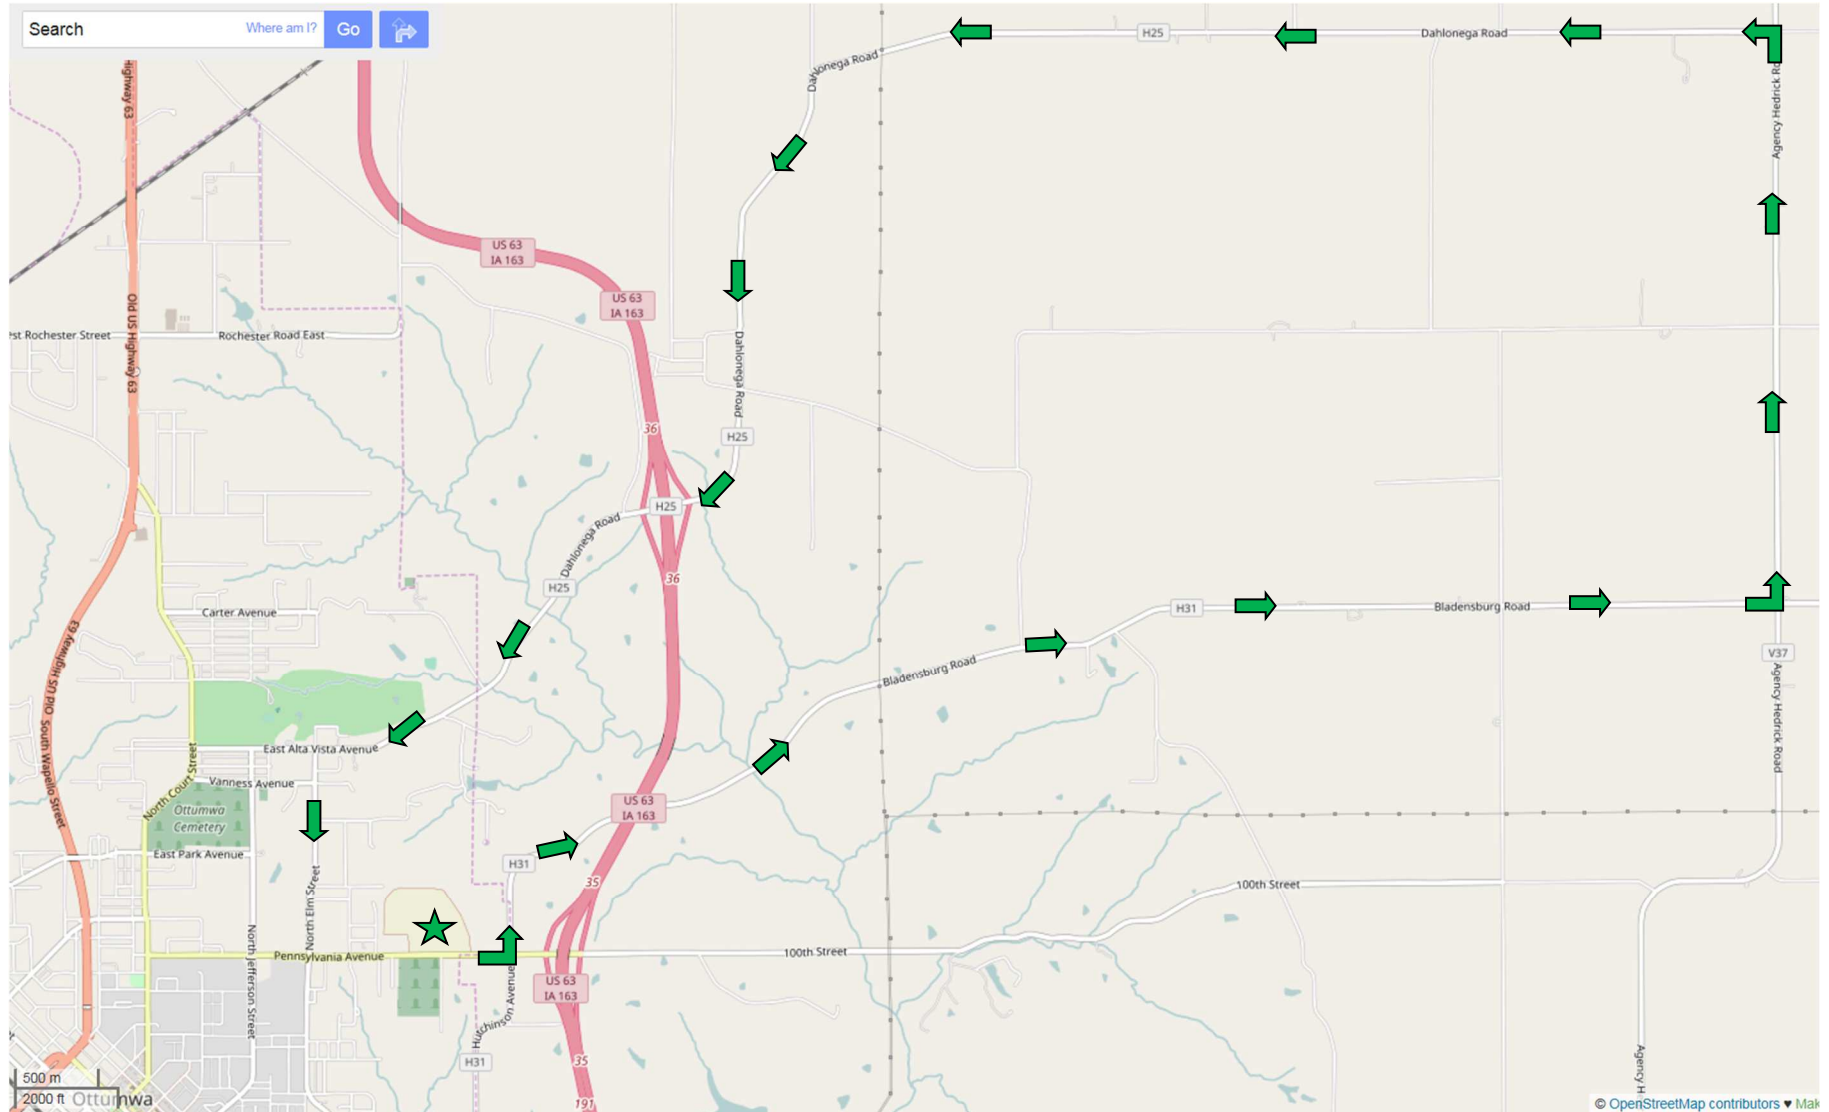 Search
Where am I?
Go
H25
Dahlonega Road
Dahlonega Road
Highway 63
Agency Hedrick Ro
US 63
IA 163
US 63
IA 163
Old US Highway 63
st Rochester Street
Rochester Road East
Dahlonega Road
36
H25
H25
Dahlonega Road
36
H25
Carter Avenue
H31
Bladensburg Road
Old US Highway 63
V37
Bladensburg Road
Agency Hedrick Road
South Wapello Street
East Alta Vista Avenue
North Court Street
Vanness Avenue
Ottumwa
Cemetery
US 63
IA 163
East Park Avenue
H31
35
100th Street
North Elm Street
North Jefferson Street
Pennsylvania Avenue
100th Street
US 63
IA 163
Hutchinson Avenue
H31
35
Agency H
500 m
2000 ft
Ottumwa
191
© OpenStreetMap contributors ♥ Mak